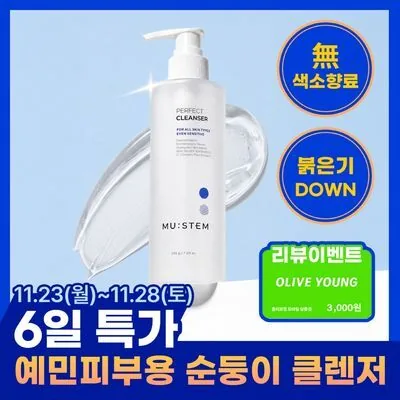 無
색소향료
붉은기
DOWN
PERFECT
CLEANSER
FOR ALL SKIN TYPES
EVEN SENSITIVE
MU:STEM
리뷰이벤트
OLIVE YOUNG
3,000원
11.23(월)~11.28(토)
6일 특가
예민피부용 순둥이 클렌저